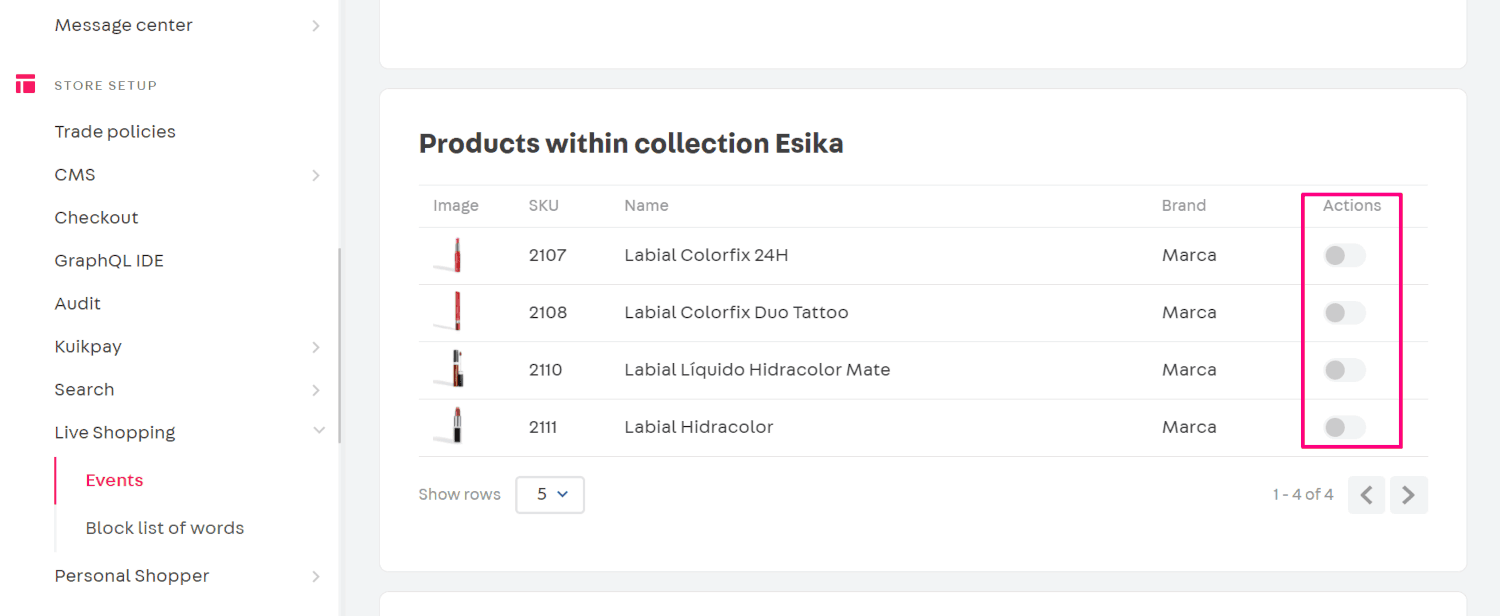 Message center
STORE SETUP
Trade policies
CMS
Checkout
GraphQL IDE
Audit
Kuikpay
Search
Live Shopping
Events
Block list of words
Personal Shopper
Products within collection Esika
Image SKU Name Brand Actions
2107 Labial Colorfix 24H Marca
2108 Labial Colorfix Duo Tattoo Marca
2110 Labial Líquido Hidracolor Mate Marca
2111 Labial Hidracolor Marca
Show rows 5 1 - 4 of 4